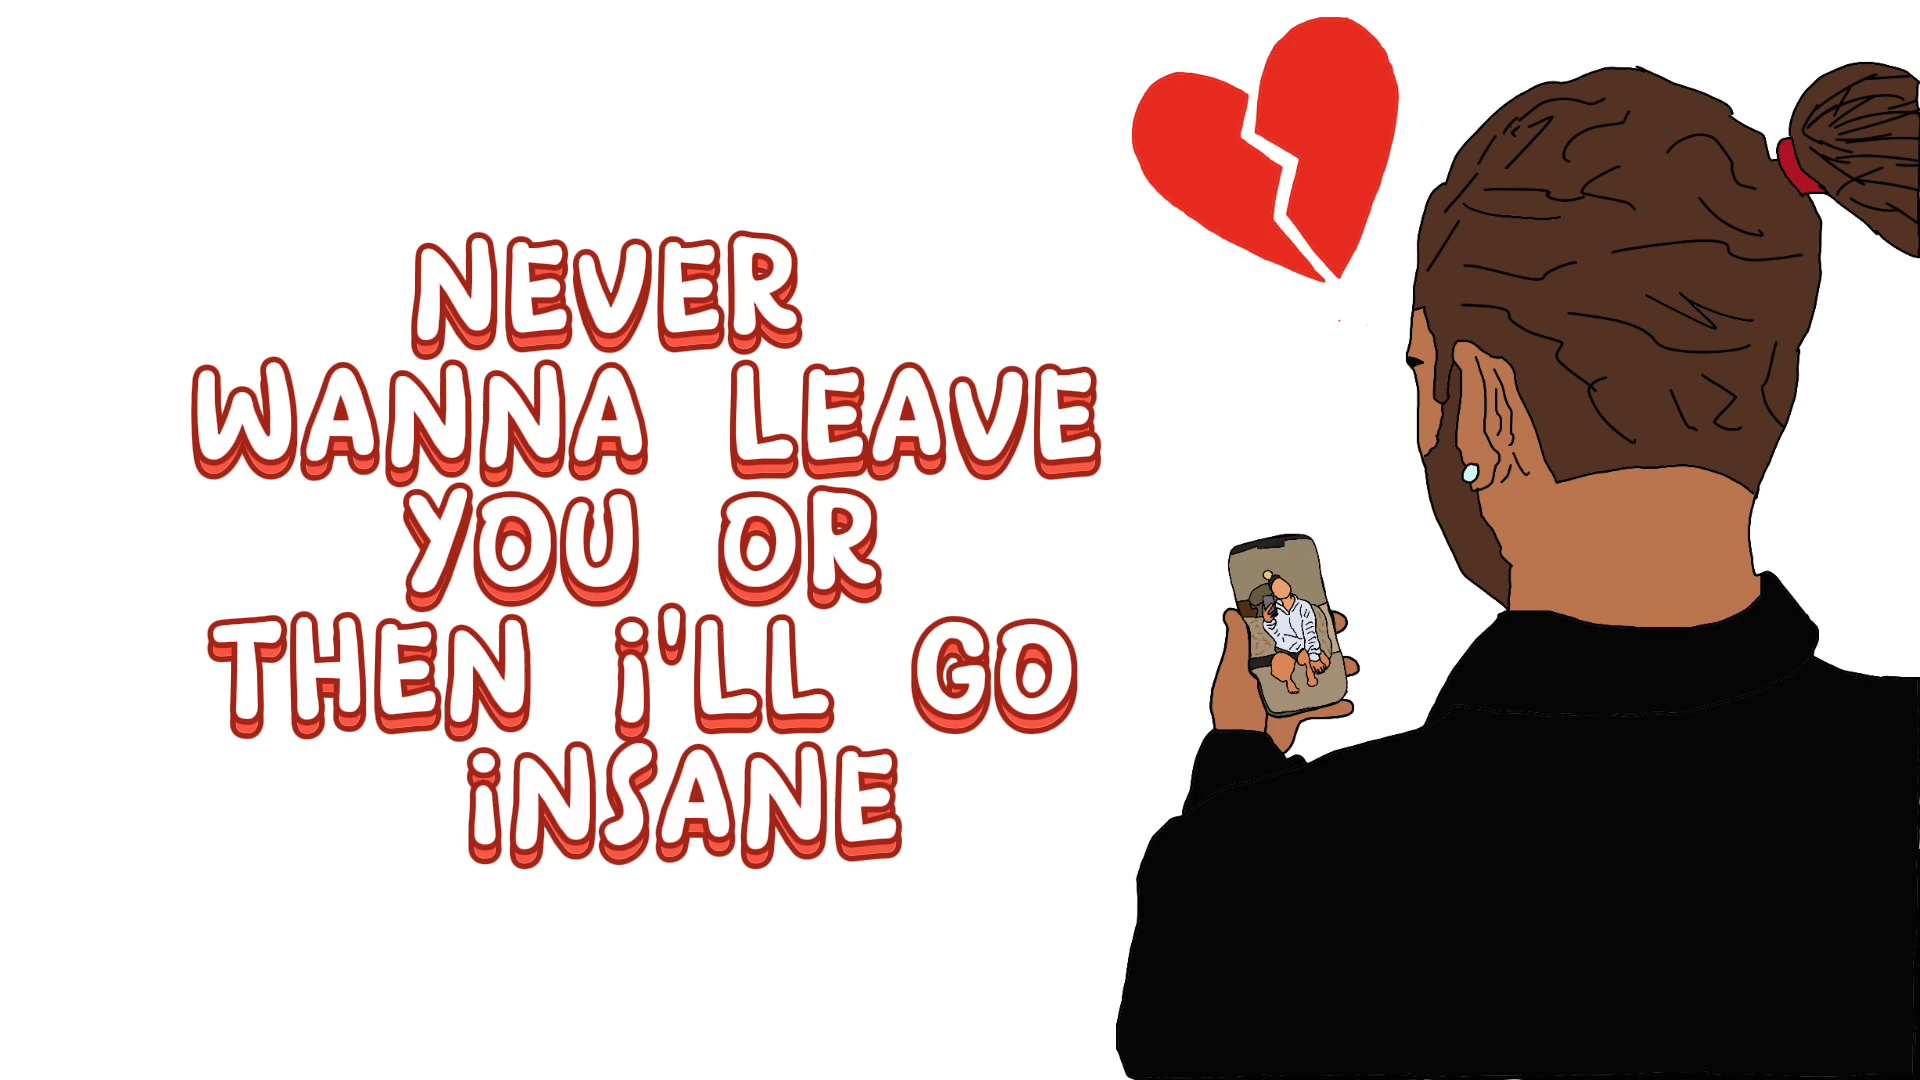 NEVER
WANNA LEAVE
YOU OR
THEN i'LL GO
iNSANE